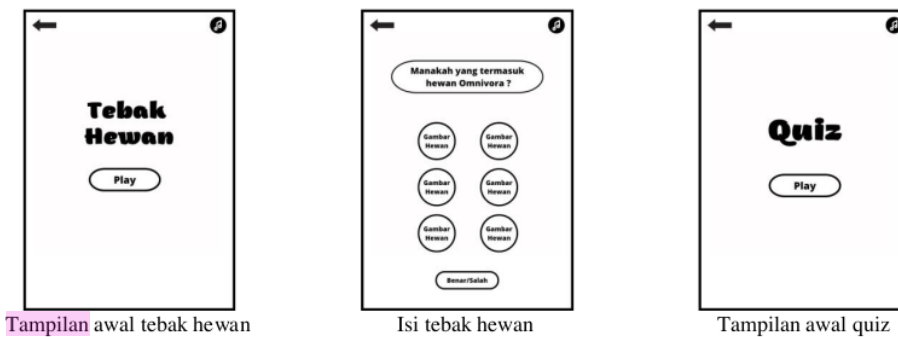 Tebak
Hewan
Play
Tampilan awal tebak hewan
Manakah yang termasuk
hewan Omnivora ?
Gambar
Hewan
Gambar
Hewan
Gambar
Hewan
Gambar
Hewan
Gambar
Hewan
Gambar
Hewan
Benar/Salah
Isi tebak hewan
Quiz
Play
Tampilan awal quiz